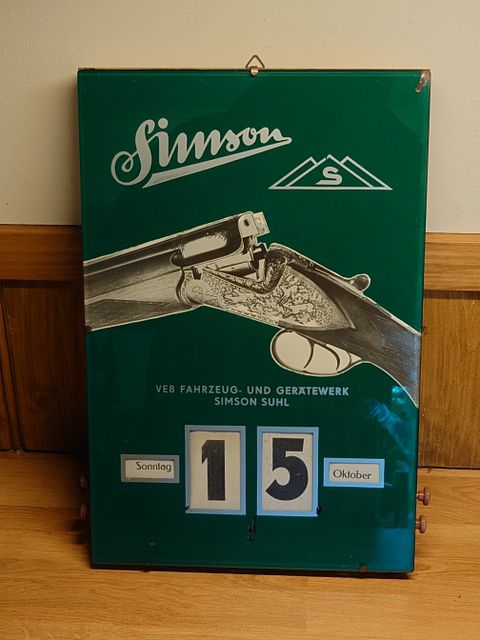 Simson
S
VEB FAHRZEUG- UND GERÄTEWERK
SIMSON SUHL
Sonntag 15 Oktober